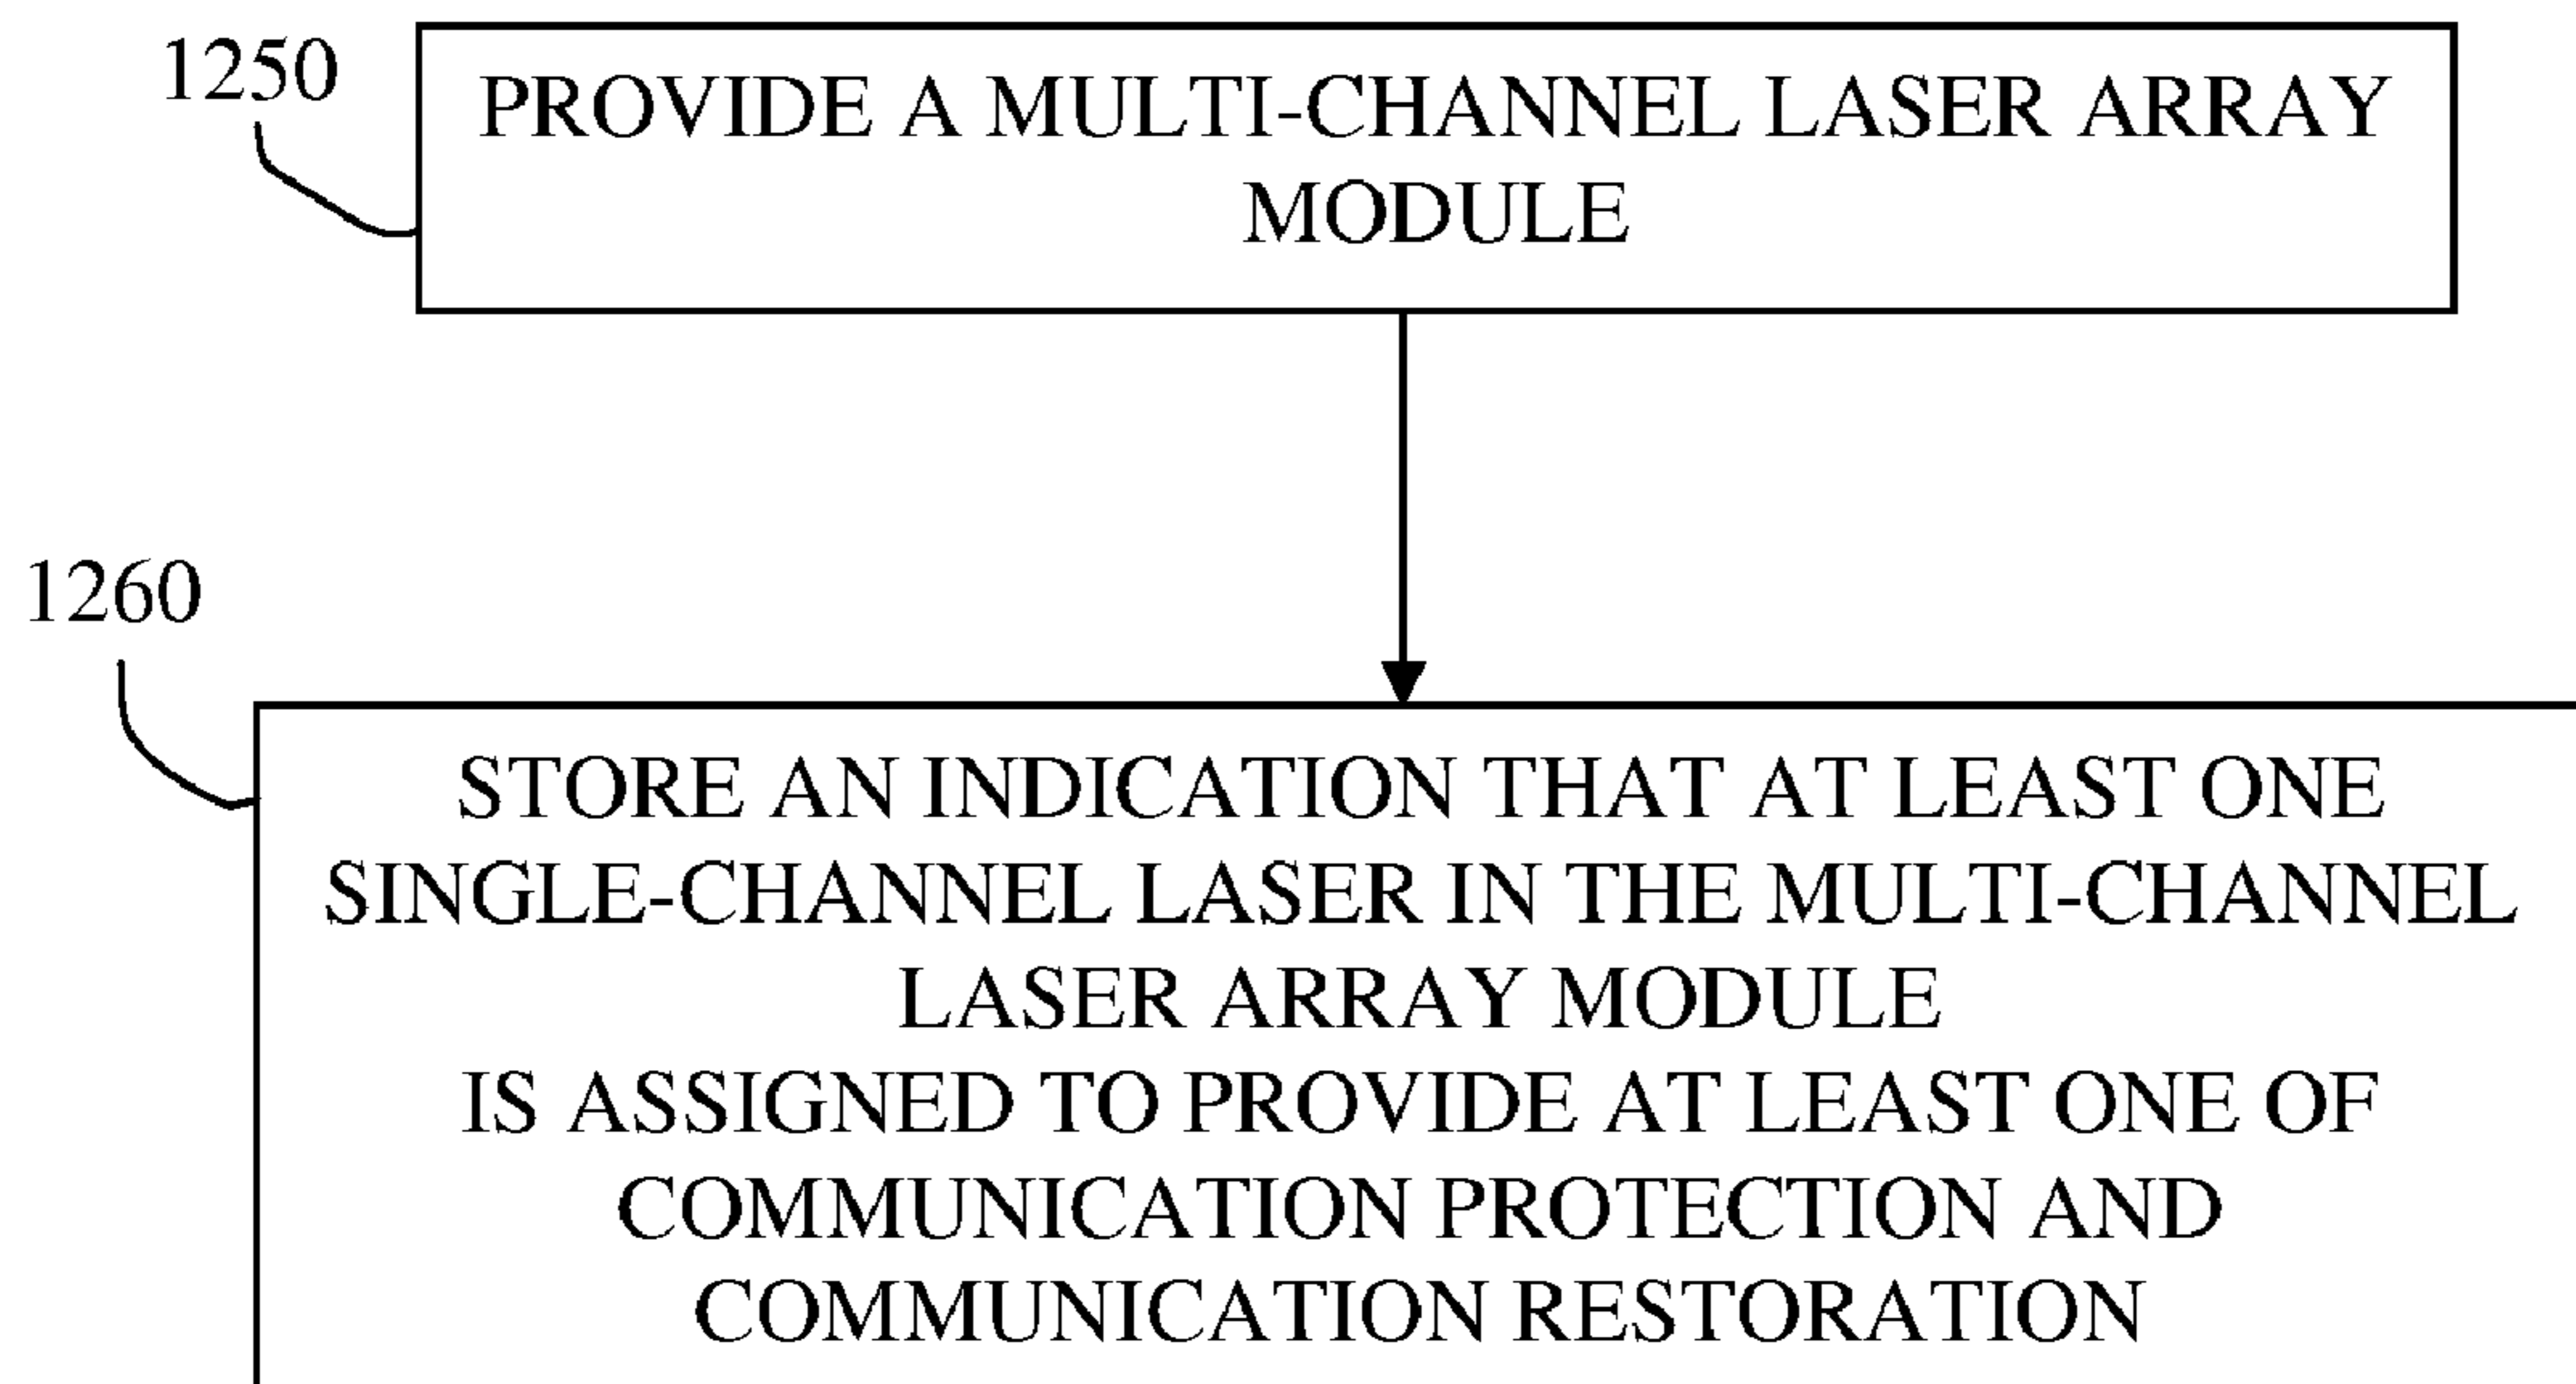 1250
PROVIDE A MULTI-CHANNEL LASER ARRAY
MODULE
1260
STORE AN INDICATION THAT AT LEAST ONE
SINGLE-CHANNEL LASER IN THE MULTI-CHANNEL
LASER ARRAY MODULE
IS ASSIGNED TO PROVIDE AT LEAST ONE OF
COMMUNICATION PROTECTION AND
COMMUNICATION RESTORATION